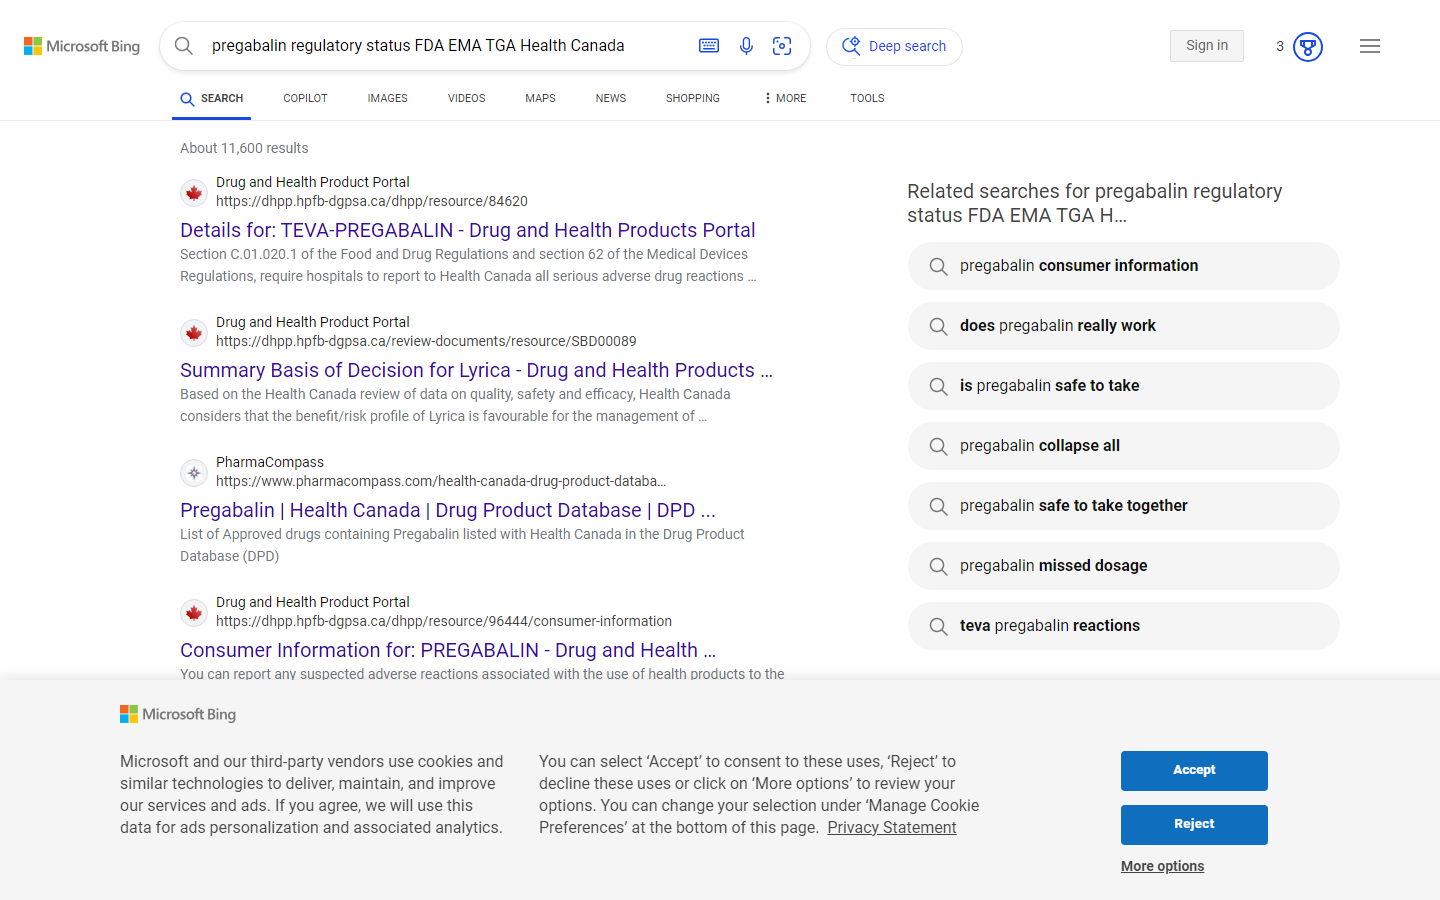 Microsoft Bing
pregabalin regulatory status FDA EMA TGA Health Canada
Deep search
Sign in
3
SEARCH
COPILOT
IMAGES
VIDEOS
MAPS
NEWS
SHOPPING
MORE
TOOLS
About 11,600 results
Drug and Health Product Portal
https://dhpp.hpfb-dgpsa.ca/dhpp/resource/84620
Details for: TEVA-PREGABALIN - Drug and Health Products Portal
Section C.01.020.1 of the Food and Drug Regulations and section 62 of the Medical Devices
Regulations, require hospitals to report to Health Canada all serious adverse drug reactions ...
Drug and Health Product Portal
https://dhpp.hpfb-dgpsa.ca/review-documents/resource/SBD00089
Summary Basis of Decision for Lyrica - Drug and Health Products ...
Based on the Health Canada review of data on quality, safety and efficacy, Health Canada
considers that the benefit/risk profile of Lyrica is favourable for the management of ...
PharmaCompass
https://www.pharmacompass.com/health-canada-drug-product-databa...
Pregabalin | Health Canada | Drug Product Database | DPD ...
List of Approved drugs containing Pregabalin listed with Health Canada in the Drug Product
Database (DPD)
Drug and Health Product Portal
https://dhpp.hpfb-dgpsa.ca/dhpp/resource/96444/consumer-information
Consumer Information for: PREGABALIN - Drug and Health ...
You can report any suspected adverse reactions associated with the use of health products to the
Related searches for pregabalin regulatory
status FDA EMA TGA H...
pregabalin consumer information
does pregabalin really work
is pregabalin safe to take
pregabalin collapse all
pregabalin safe to take together
pregabalin missed dosage
teva pregabalin reactions
Microsoft Bing
Microsoft and our third-party vendors use cookies and
similar technologies to deliver, maintain, and improve
our services and ads. If you agree, we will use this
data for ads personalization and associated analytics.
You can select ‘Accept’ to consent to these uses, ‘Reject’ to
decline these uses or click on ‘More options’ to review your
options. You can change your selection under ‘Manage Cookie
Preferences’ at the bottom of this page. Privacy Statement
Accept
Reject
More options